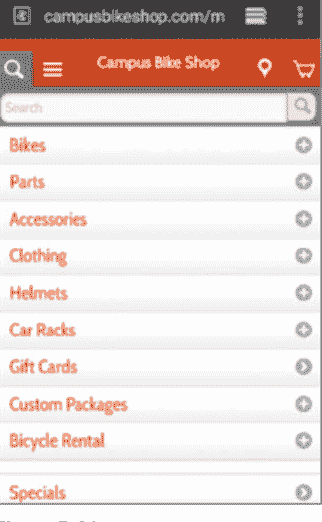 campusbikeshop.com/m
Campus Bike Shop
Search
Bikes
Parts
Accessories
Clothing
Helmets
Car Racks
Gift Cards
Custom Packages
Bicycle Rental
Specials